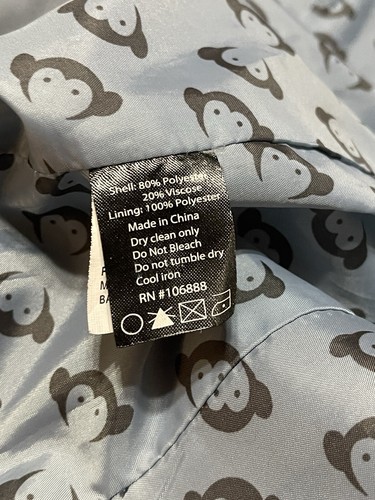 Shell: 80% Polyester
20% Viscose
Lining: 100% Polyester
Made in China
Dry clean only
Do Not Bleach
Do not tumble dry
Cool iron
RN #106888